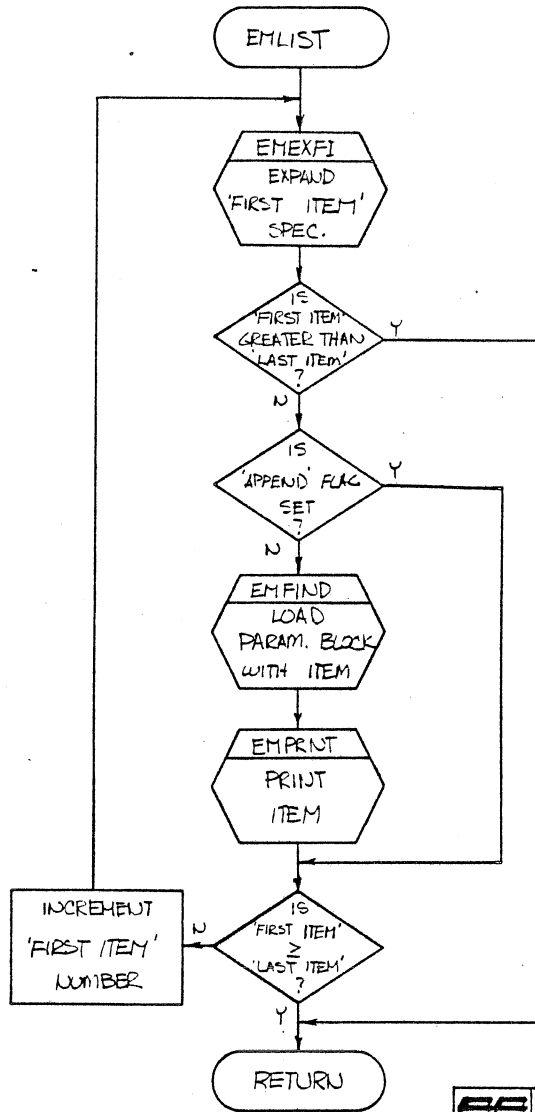 EMLIST
EMEXFI
EXPAND
'FIRST ITEM'
SPEC.
IS
'FIRST ITEM'
GREATER THAN
'LAST ITEM'
?
Y
N
IS
'APPEND' FLAG
SET
?
Y
N
EMFIND
LOAD
PARAM. BLOCK
WITH ITEM
EMPRNT
PRINT
ITEM
IS
'FIRST ITEM'
≥
'LAST ITEM'
?
N
Y
INCREMENT
'FIRST ITEM'
NUMBER
RETURN